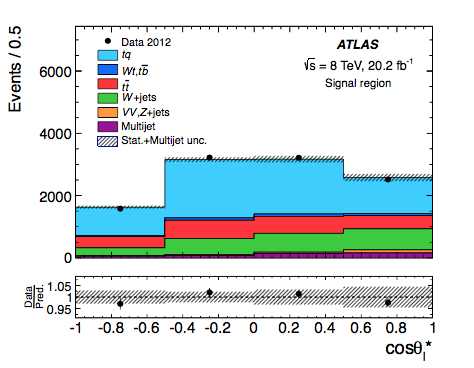 Events / 0.5
6000
4000
2000
0
Data 2012
tq
Wt,tb̅
tt̅
W+jets
VV,Z+jets
Multijet
Stat.+Multijet unc.
ATLAS
√s = 8 TeV, 20.2 fb⁻¹
Signal region
Data
Pred.
1.05
1
0.95
-1 -0.8 -0.6 -0.4 -0.2 0 0.2 0.4 0.6 0.8 1
cosθₗ*